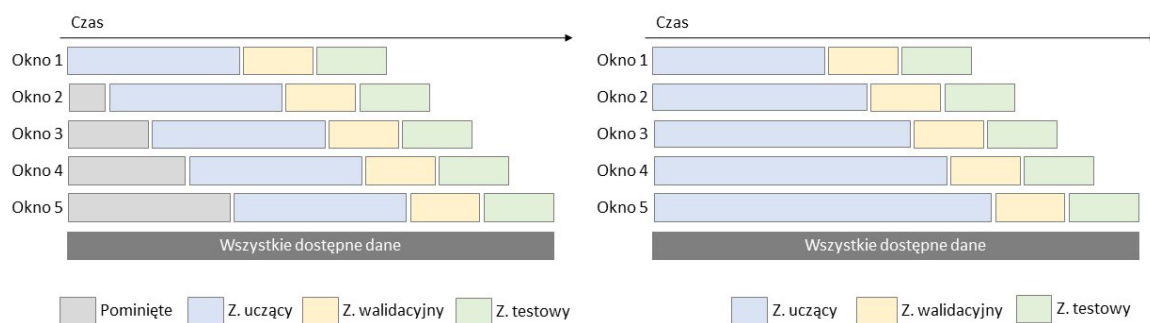 Czas
Okno 1
Okno 2
Okno 3
Okno 4
Okno 5
Wszystkie dostępne dane
Pominięte Z. uczący Z. walidacyjny Z. testowy
Czas
Okno 1
Okno 2
Okno 3
Okno 4
Okno 5
Wszystkie dostępne dane
Z. uczący Z. walidacyjny Z. testowy